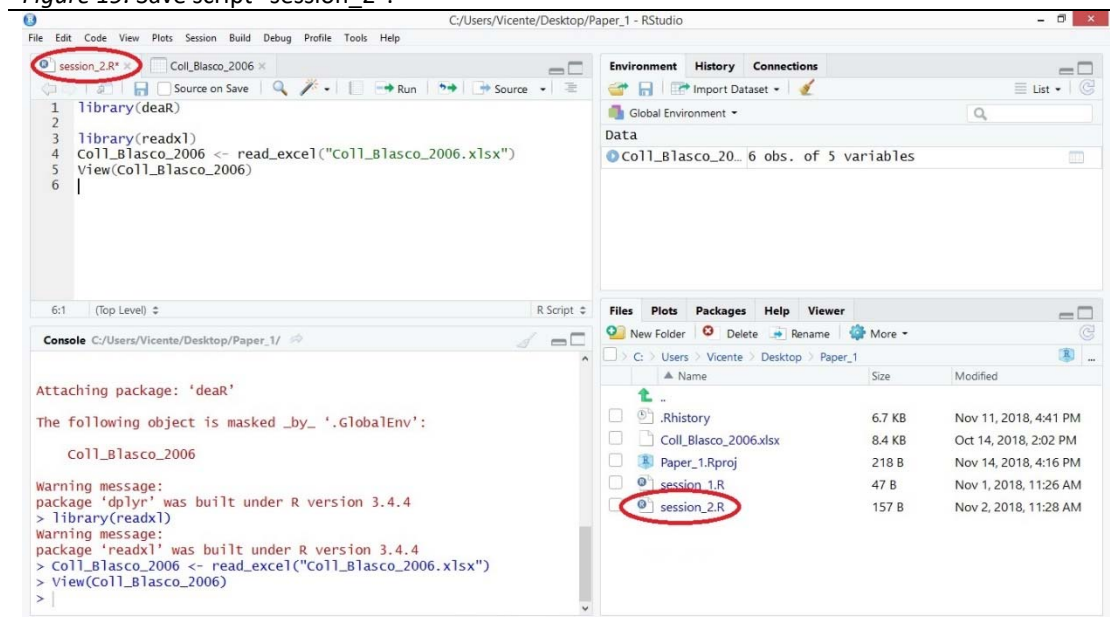 Figure 15. Save script "session_2".
C:/Users/Vicente/Desktop/Paper_1 - RStudio
File Edit Code View Plots Session Build Debug Profile Tools Help
session_2.R* × Coll_Blasco_2006 ×
Source on Save Run Source
1 library(deaR)
2
3 library(readxl)
4 Coll_Blasco_2006 <- read_excel("Coll_Blasco_2006.xlsx")
5 View(Coll_Blasco_2006)
6
6:1 (Top Level) R Script
Console C:/Users/Vicente/Desktop/Paper_1/
Attaching package: ‘deaR’
The following object is masked _by_ ‘.GlobalEnv’:
Coll_Blasco_2006
Warning message:
package ‘dplyr’ was built under R version 3.4.4
> library(readxl)
Warning message:
package ‘readxl’ was built under R version 3.4.4
> Coll_Blasco_2006 <- read_excel("Coll_Blasco_2006.xlsx")
> View(Coll_Blasco_2006)
>
Environment History Connections
Import Dataset List
Global Environment
Data
Coll_Blasco_20… 6 obs. of 5 variables
Files Plots Packages Help Viewer
New Folder Delete Rename More
C: > Users > Vicente > Desktop > Paper_1 ...
Name Size Modified
..
.Rhistory 6.7 KB Nov 11, 2018, 4:41 PM
Coll_Blasco_2006.xlsx 8.4 KB Oct 14, 2018, 2:02 PM
Paper_1.Rproj 218 B Nov 14, 2018, 4:16 PM
session_1.R 47 B Nov 1, 2018, 11:26 AM
session_2.R 157 B Nov 2, 2018, 11:28 AM